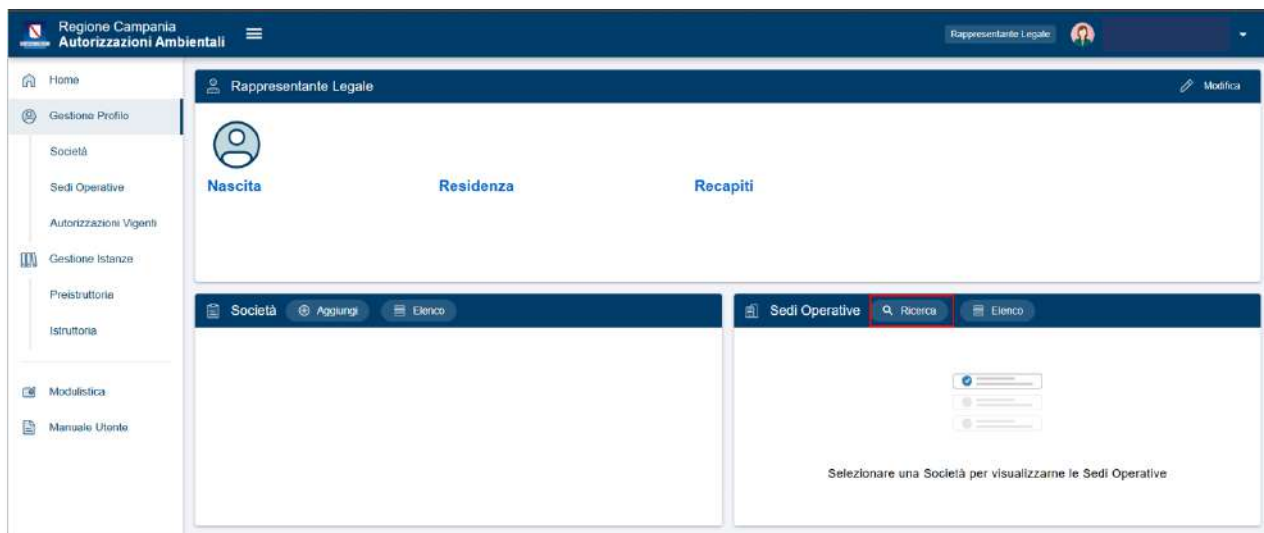 Regione Campania
Autorizzazioni Ambientali
Rappresentante Legale
Home
Gestione Profilo
Società
Sedi Operative
Autorizzazioni Vigenti
Gestione Istanze
Preistruttoria
Istruttoria
Modulistica
Manuale Utente
Rappresentante Legale
Modifica
Nascita
Residenza
Recapiti
Società
Aggiungi
Elenco
Sedi Operative
Ricerca
Elenco
Selezionare una Società per visualizzarne le Sedi Operative